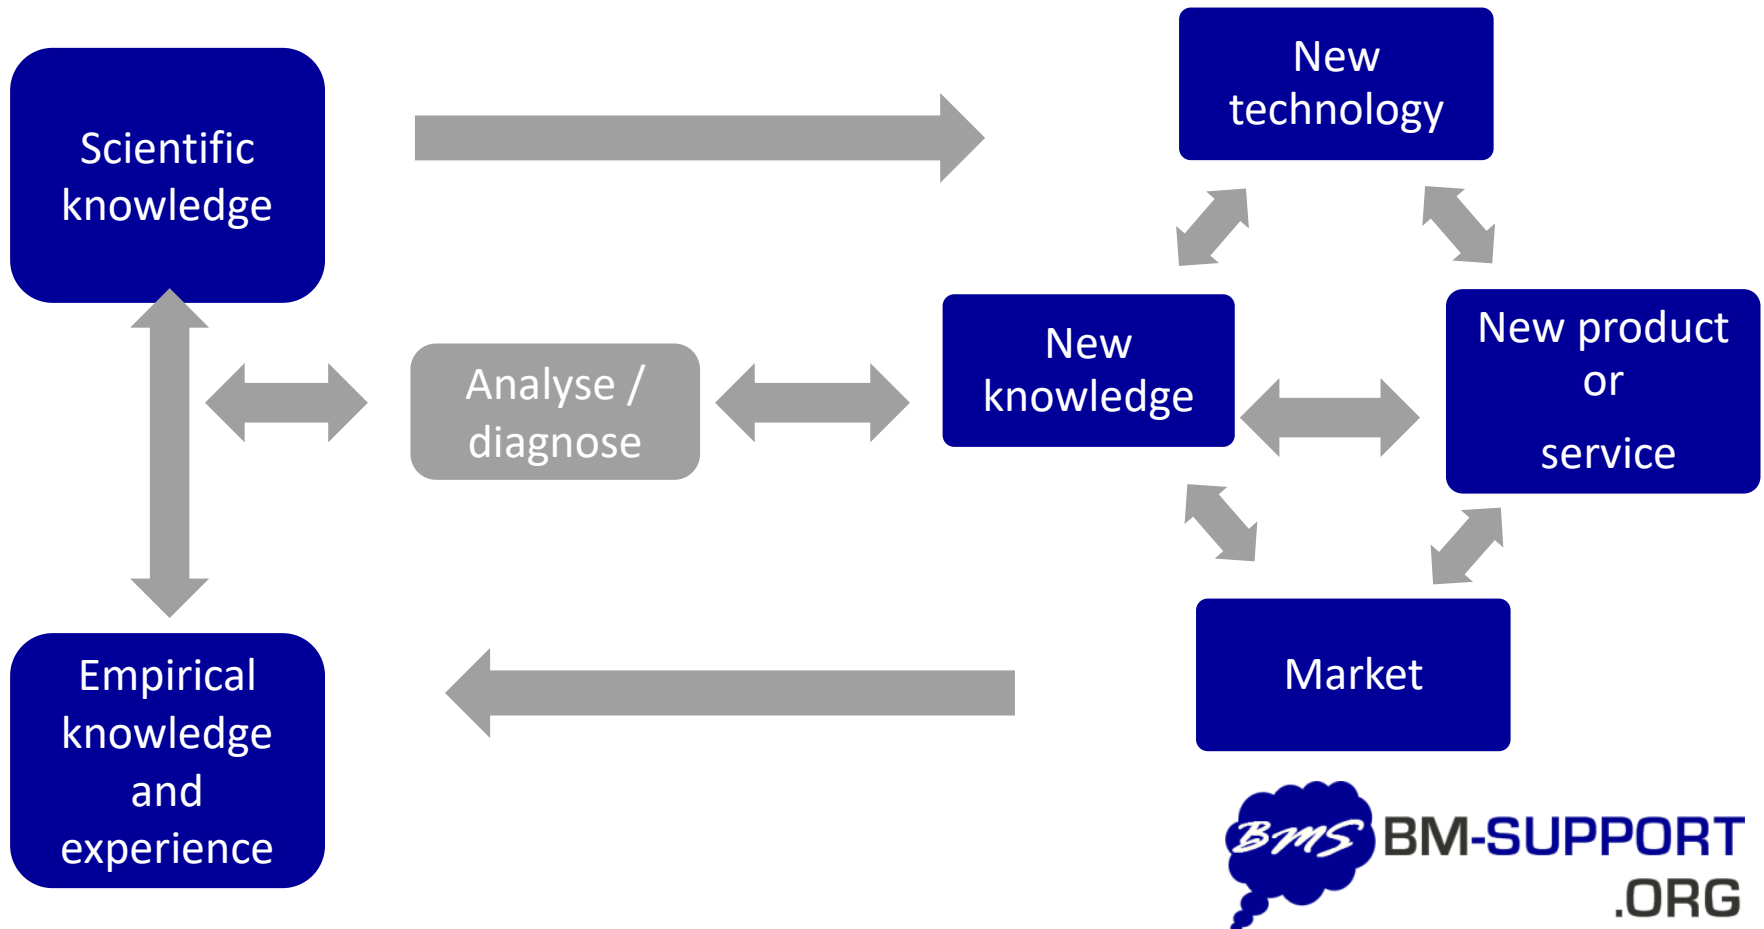 Scientific
knowledge
New
technology
Analyse /
diagnose
New
knowledge
New product
or
service
Empirical
knowledge
and
experience
Market
BMS BM-SUPPORT
.ORG